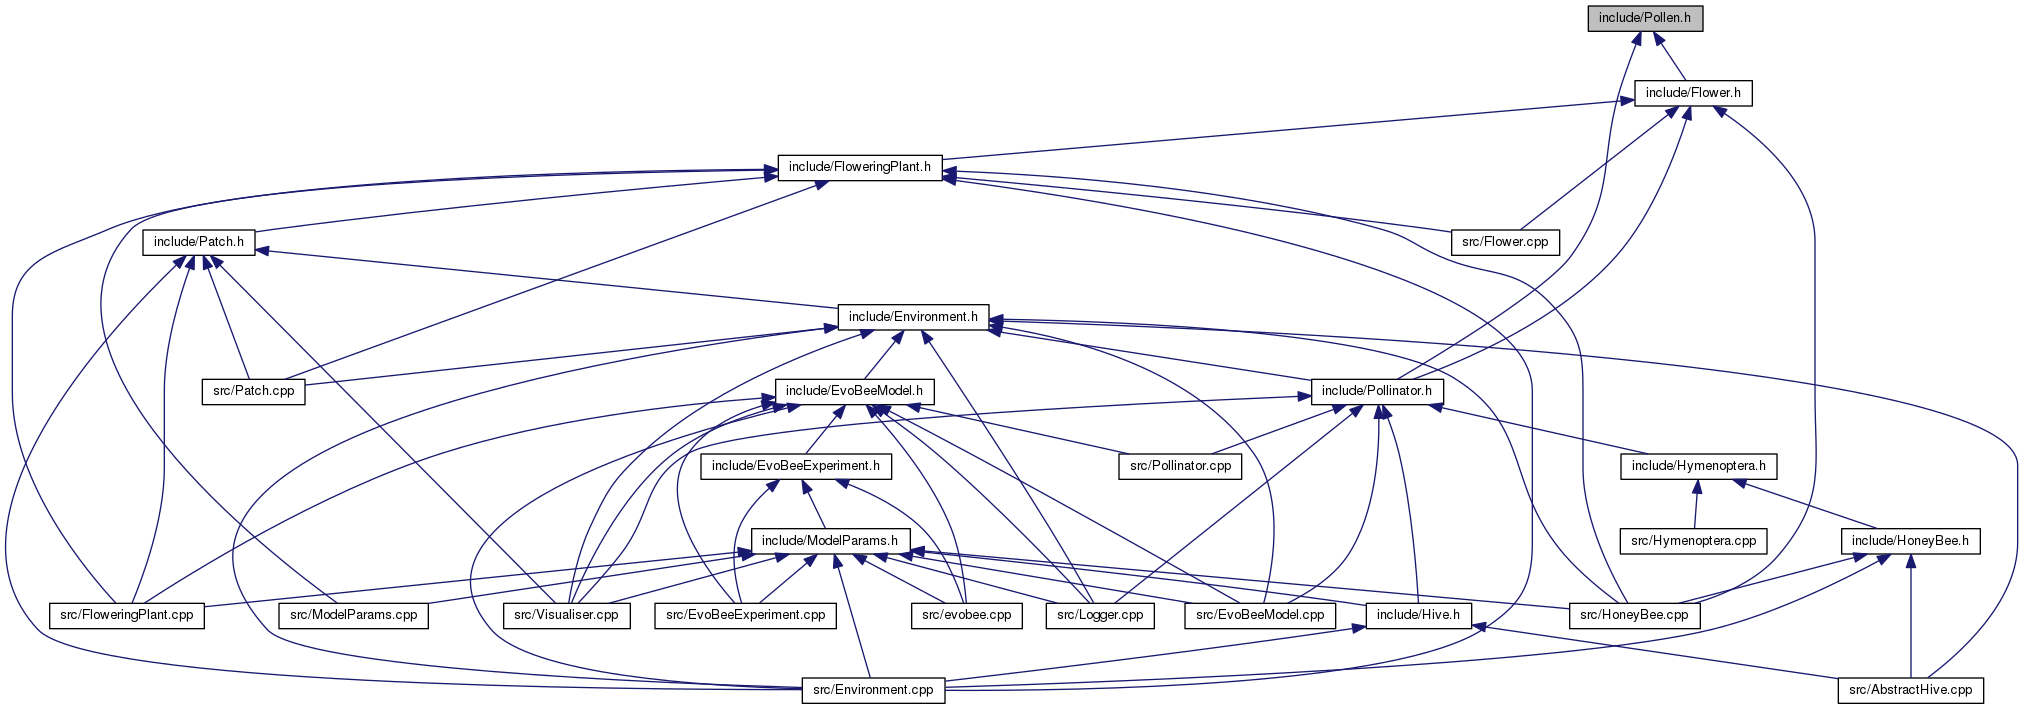 include/Pollen.h
include/Flower.h
include/FloweringPlant.h
include/Patch.h
src/Flower.cpp
include/Environment.h
src/Patch.cpp
include/EvoBeeModel.h
include/Pollinator.h
include/EvoBeeExperiment.h
src/Pollinator.cpp
include/Hymenoptera.h
include/ModelParams.h
src/Hymenoptera.cpp
include/HoneyBee.h
src/FloweringPlant.cpp
src/ModelParams.cpp
src/Visualiser.cpp
src/EvoBeeExperiment.cpp
src/evobee.cpp
src/Logger.cpp
src/EvoBeeModel.cpp
include/Hive.h
src/HoneyBee.cpp
src/Environment.cpp
src/AbstractHive.cpp